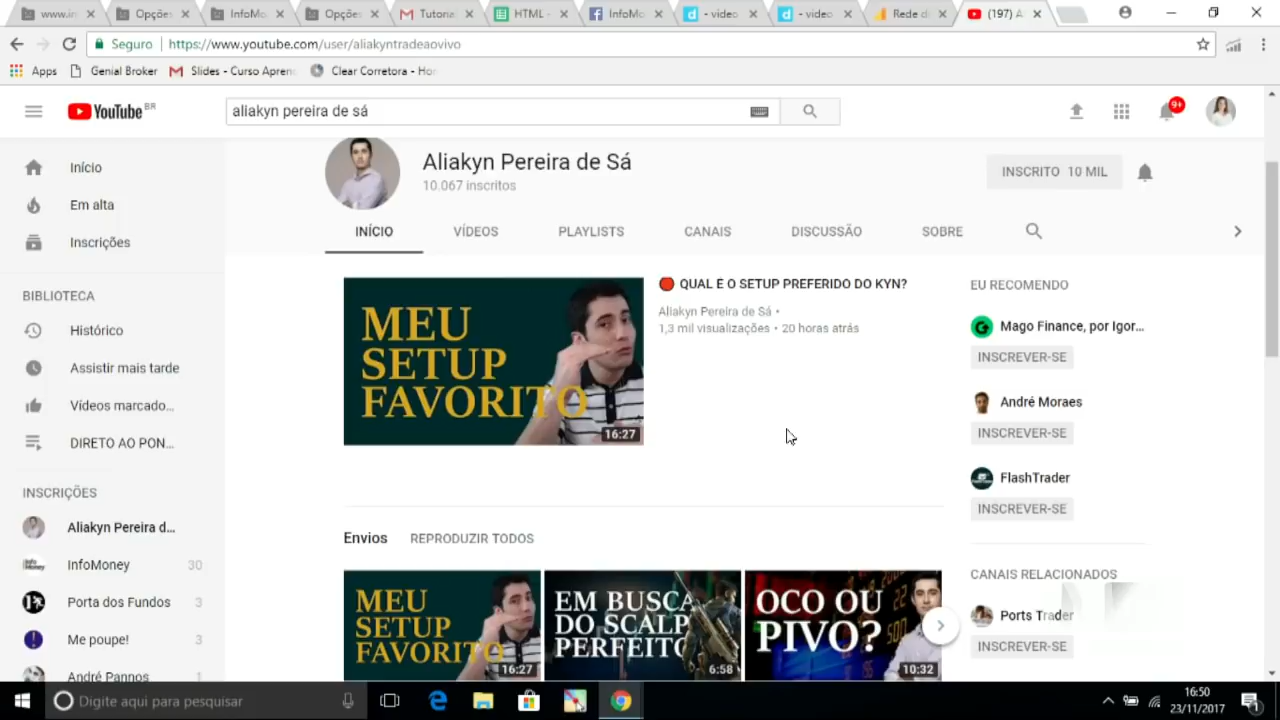 www.in
Opções
InfoMo
Opções
Tutoria
HTML -
InfoMo
- video
- video
Rede d
(197) A
Seguro https://www.youtube.com/user/aliakyntradeaovivo
Apps Genial Broker Slides - Curso Apren Clear Corretora - Ho
YouTube BR
aliakyn pereira de sá
9+
Início
Em alta
Inscrições
BIBLIOTECA
Histórico
Assistir mais tarde
Vídeos marcado...
DIRETO AO PON...
INSCRIÇÕES
Aliakyn Pereira d...
InfoMoney 30
Porta dos Fundos 3
Me poupe! 3
André Pannos 1
Aliakyn Pereira de Sá
10.067 inscritos
INSCRITO 10 MIL
INÍCIO VÍDEOS PLAYLISTS CANAIS DISCUSSÃO SOBRE
MEU
SETUP
FAVORITO
16:27
QUAL É O SETUP PREFERIDO DO KYN?
Aliakyn Pereira de Sá •
1,3 mil visualizações • 20 horas atrás
Envios REPRODUZIR TODOS
MEU
SETUP
FAVORITO
16:27
EM BUSCA
DO SCALP
PERFEITO
6:58
OCO OU
PIVO?
10:32
EU RECOMENDO
Mago Finance, por Igor...
INSCREVER-SE
André Moraes
INSCREVER-SE
FlashTrader
INSCREVER-SE
CANAIS RELACIONADOS
Ports Trader
INSCREVER-SE
Digite aqui para pesquisar
16:50
23/11/2017